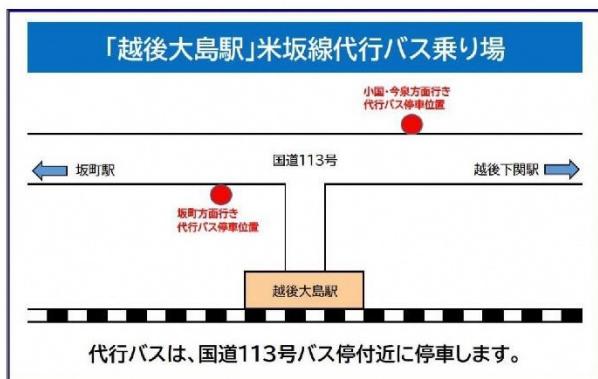 「越後大島駅」米坂線代行バス乗り場
小国・今泉方面行き
代行バス停車位置
国道113号
坂町駅
越後下関駅
坂町方面行き
代行バス停車位置
越後大島駅
代行バスは、国道113号バス停付近に停車します。